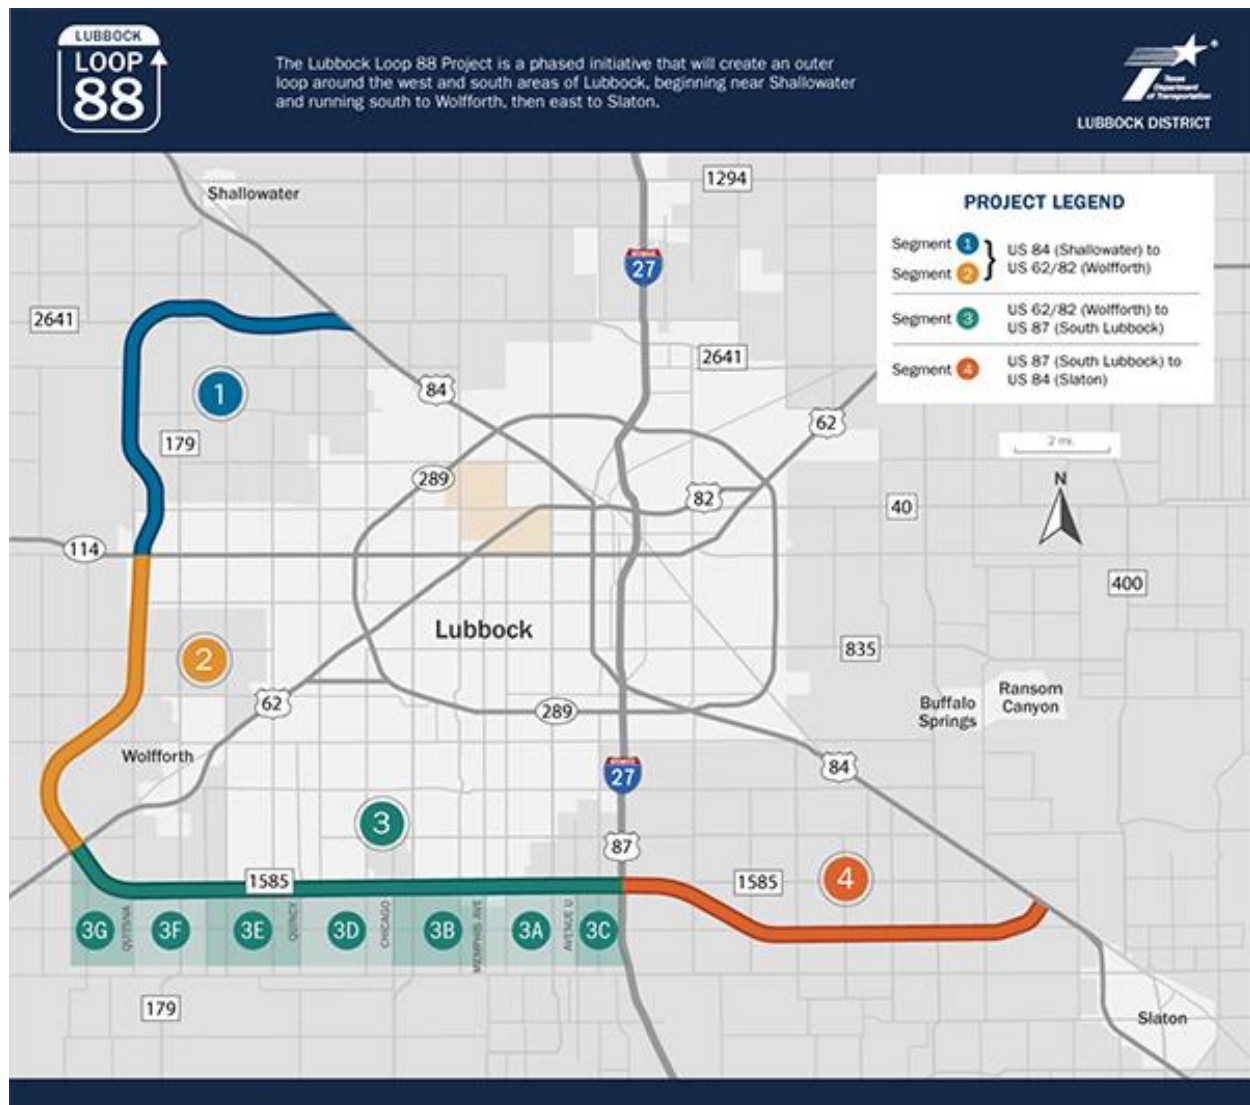 LUBBOCK
LOOP
88
The Lubbock Loop 88 Project is a phased initiative that will create an outer
loop around the west and south areas of Lubbock, beginning near Shallowater
and running south to Wolfforth, then east to Slaton.
Texas
Department
of Transportation
LUBBOCK DISTRICT
PROJECT LEGEND
Segment 1
Segment 2
US 84 (Shallowater) to
US 62/82 (Wolfforth)
Segment 3
US 62/82 (Wolfforth) to
US 87 (South Lubbock)
Segment 4
US 87 (South Lubbock) to
US 84 (Slaton)
2 mi.
N
Shallowater
1294
27
2641
2641
1
84
62
179
289
82
40
114
400
Lubbock
835
2
62
289
Buffalo
Springs
Ransom
Canyon
Wolfforth
84
27
3
87
1585
1585
4
3G
QUITSNA
3F
3E
QUINCY
3D
CHICAGO
3B
MEMPHIS AVE
3A
AVENUE U
3C
179
Slaton